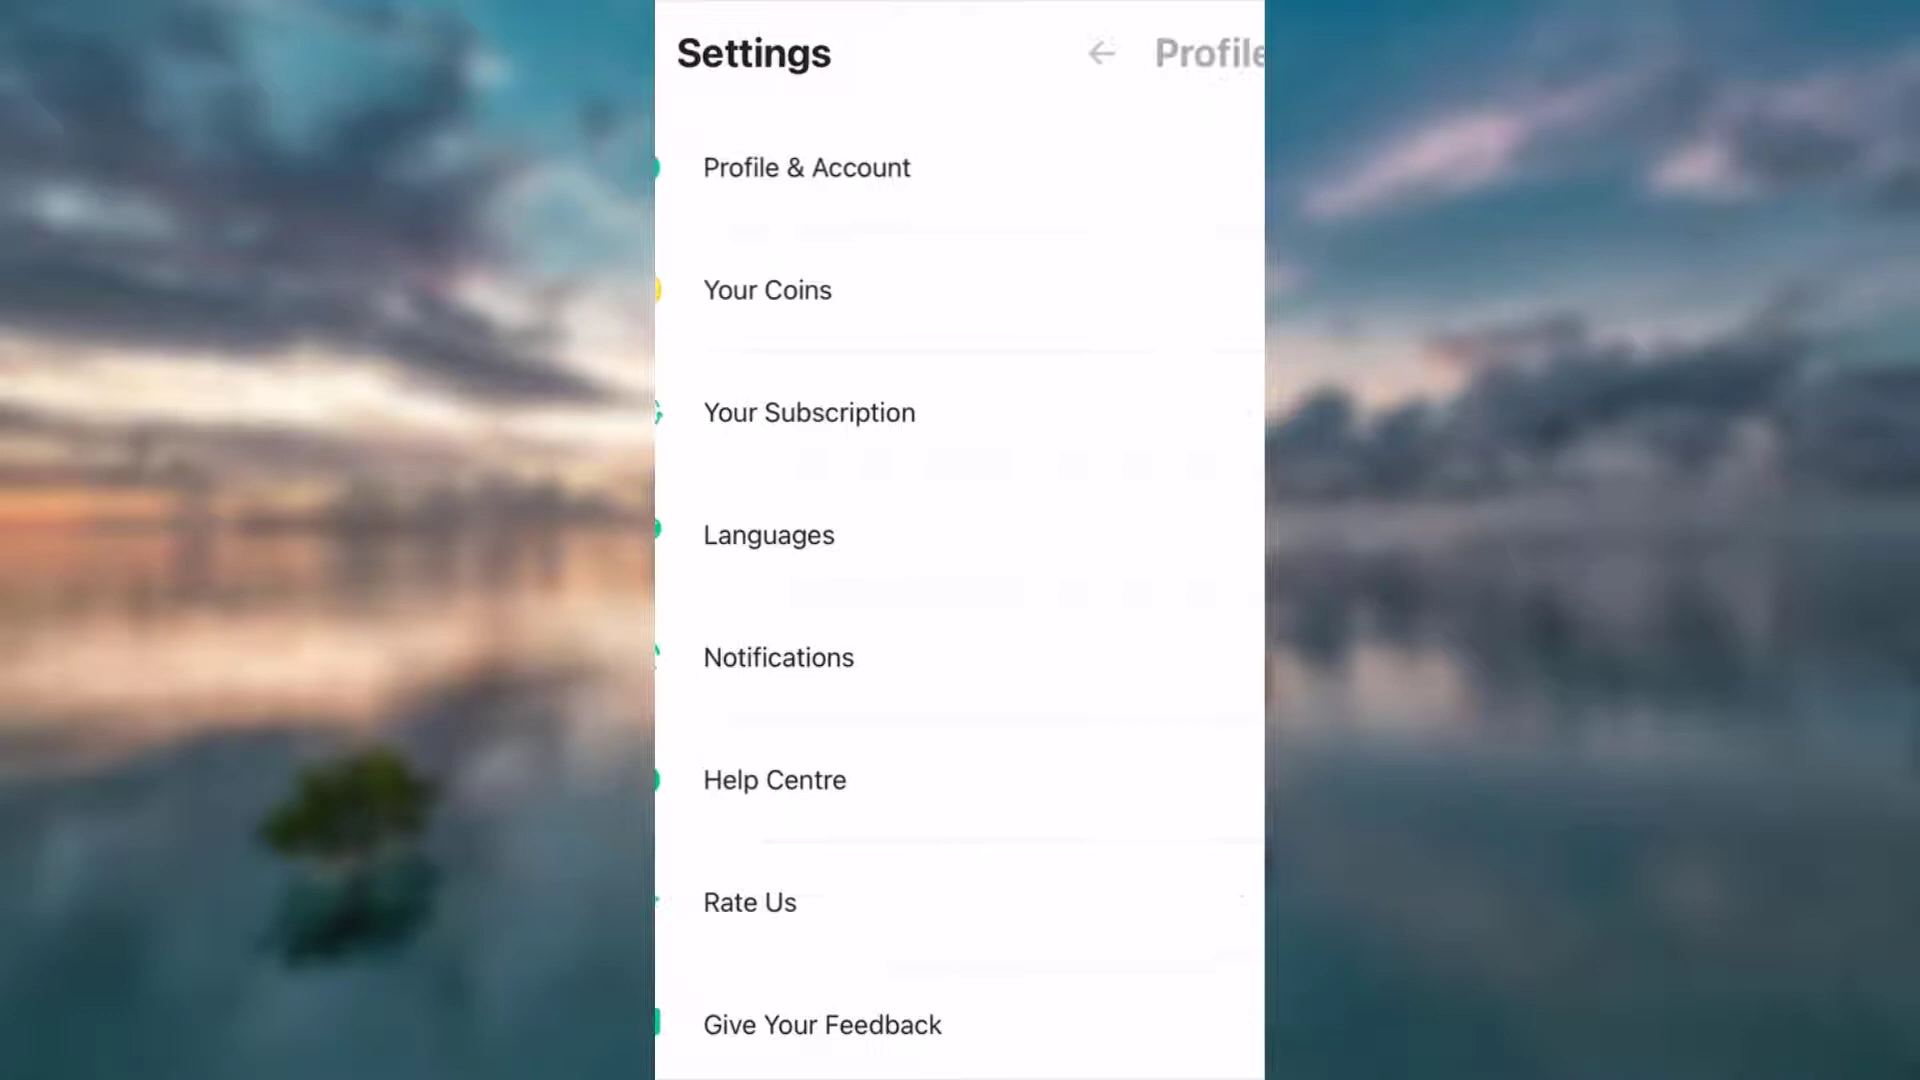 Settings
Profile
Profile & Account
Your Coins
Your Subscription
Languages
Notifications
Help Centre
Rate Us
Give Your Feedback